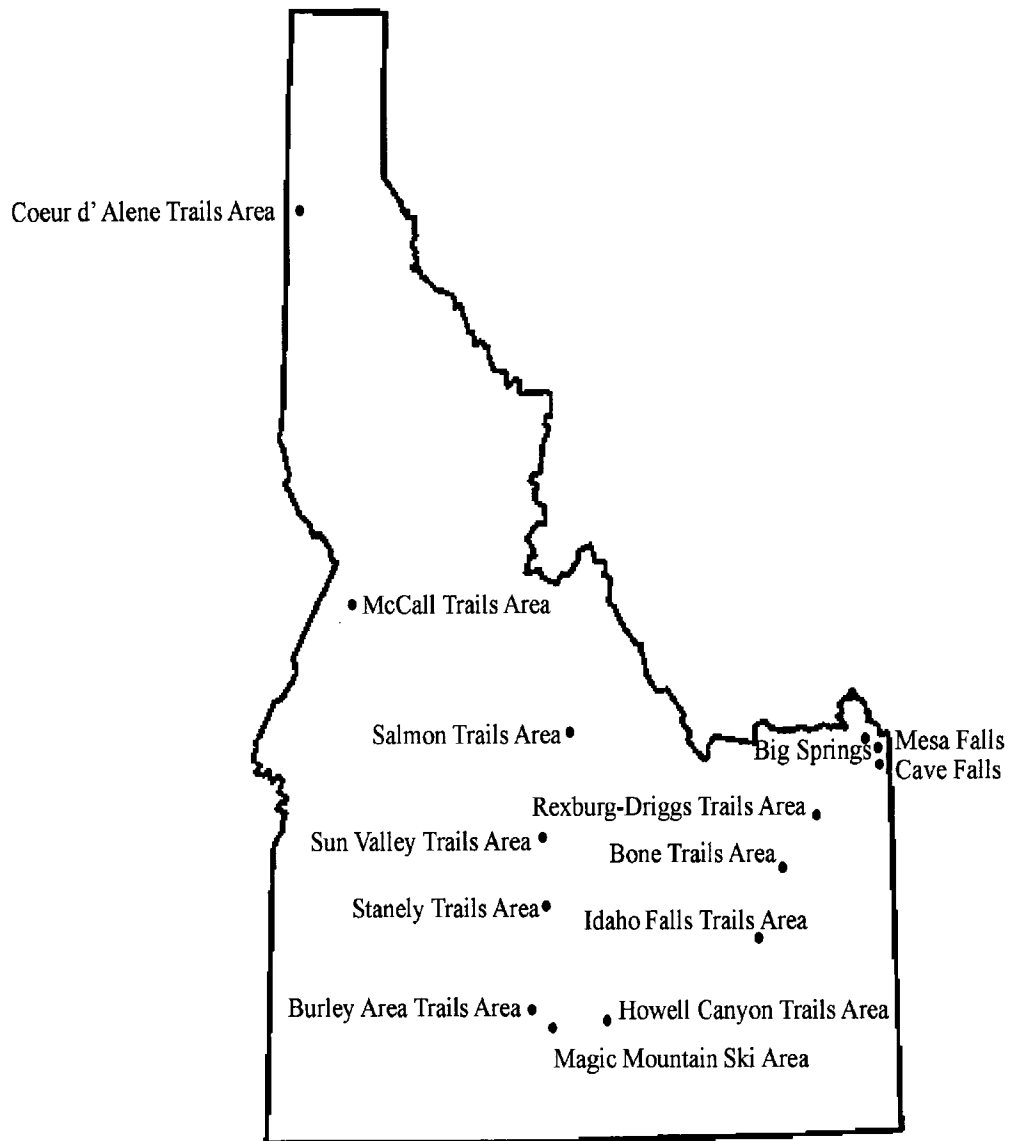 Coeur d' Alene Trails Area
McCall Trails Area
Salmon Trails Area
Big Springs
Mesa Falls
Cave Falls
Rexburg-Driggs Trails Area
Sun Valley Trails Area
Bone Trails Area
Stanely Trails Area
Idaho Falls Trails Area
Burley Area Trails Area
Howell Canyon Trails Area
Magic Mountain Ski Area